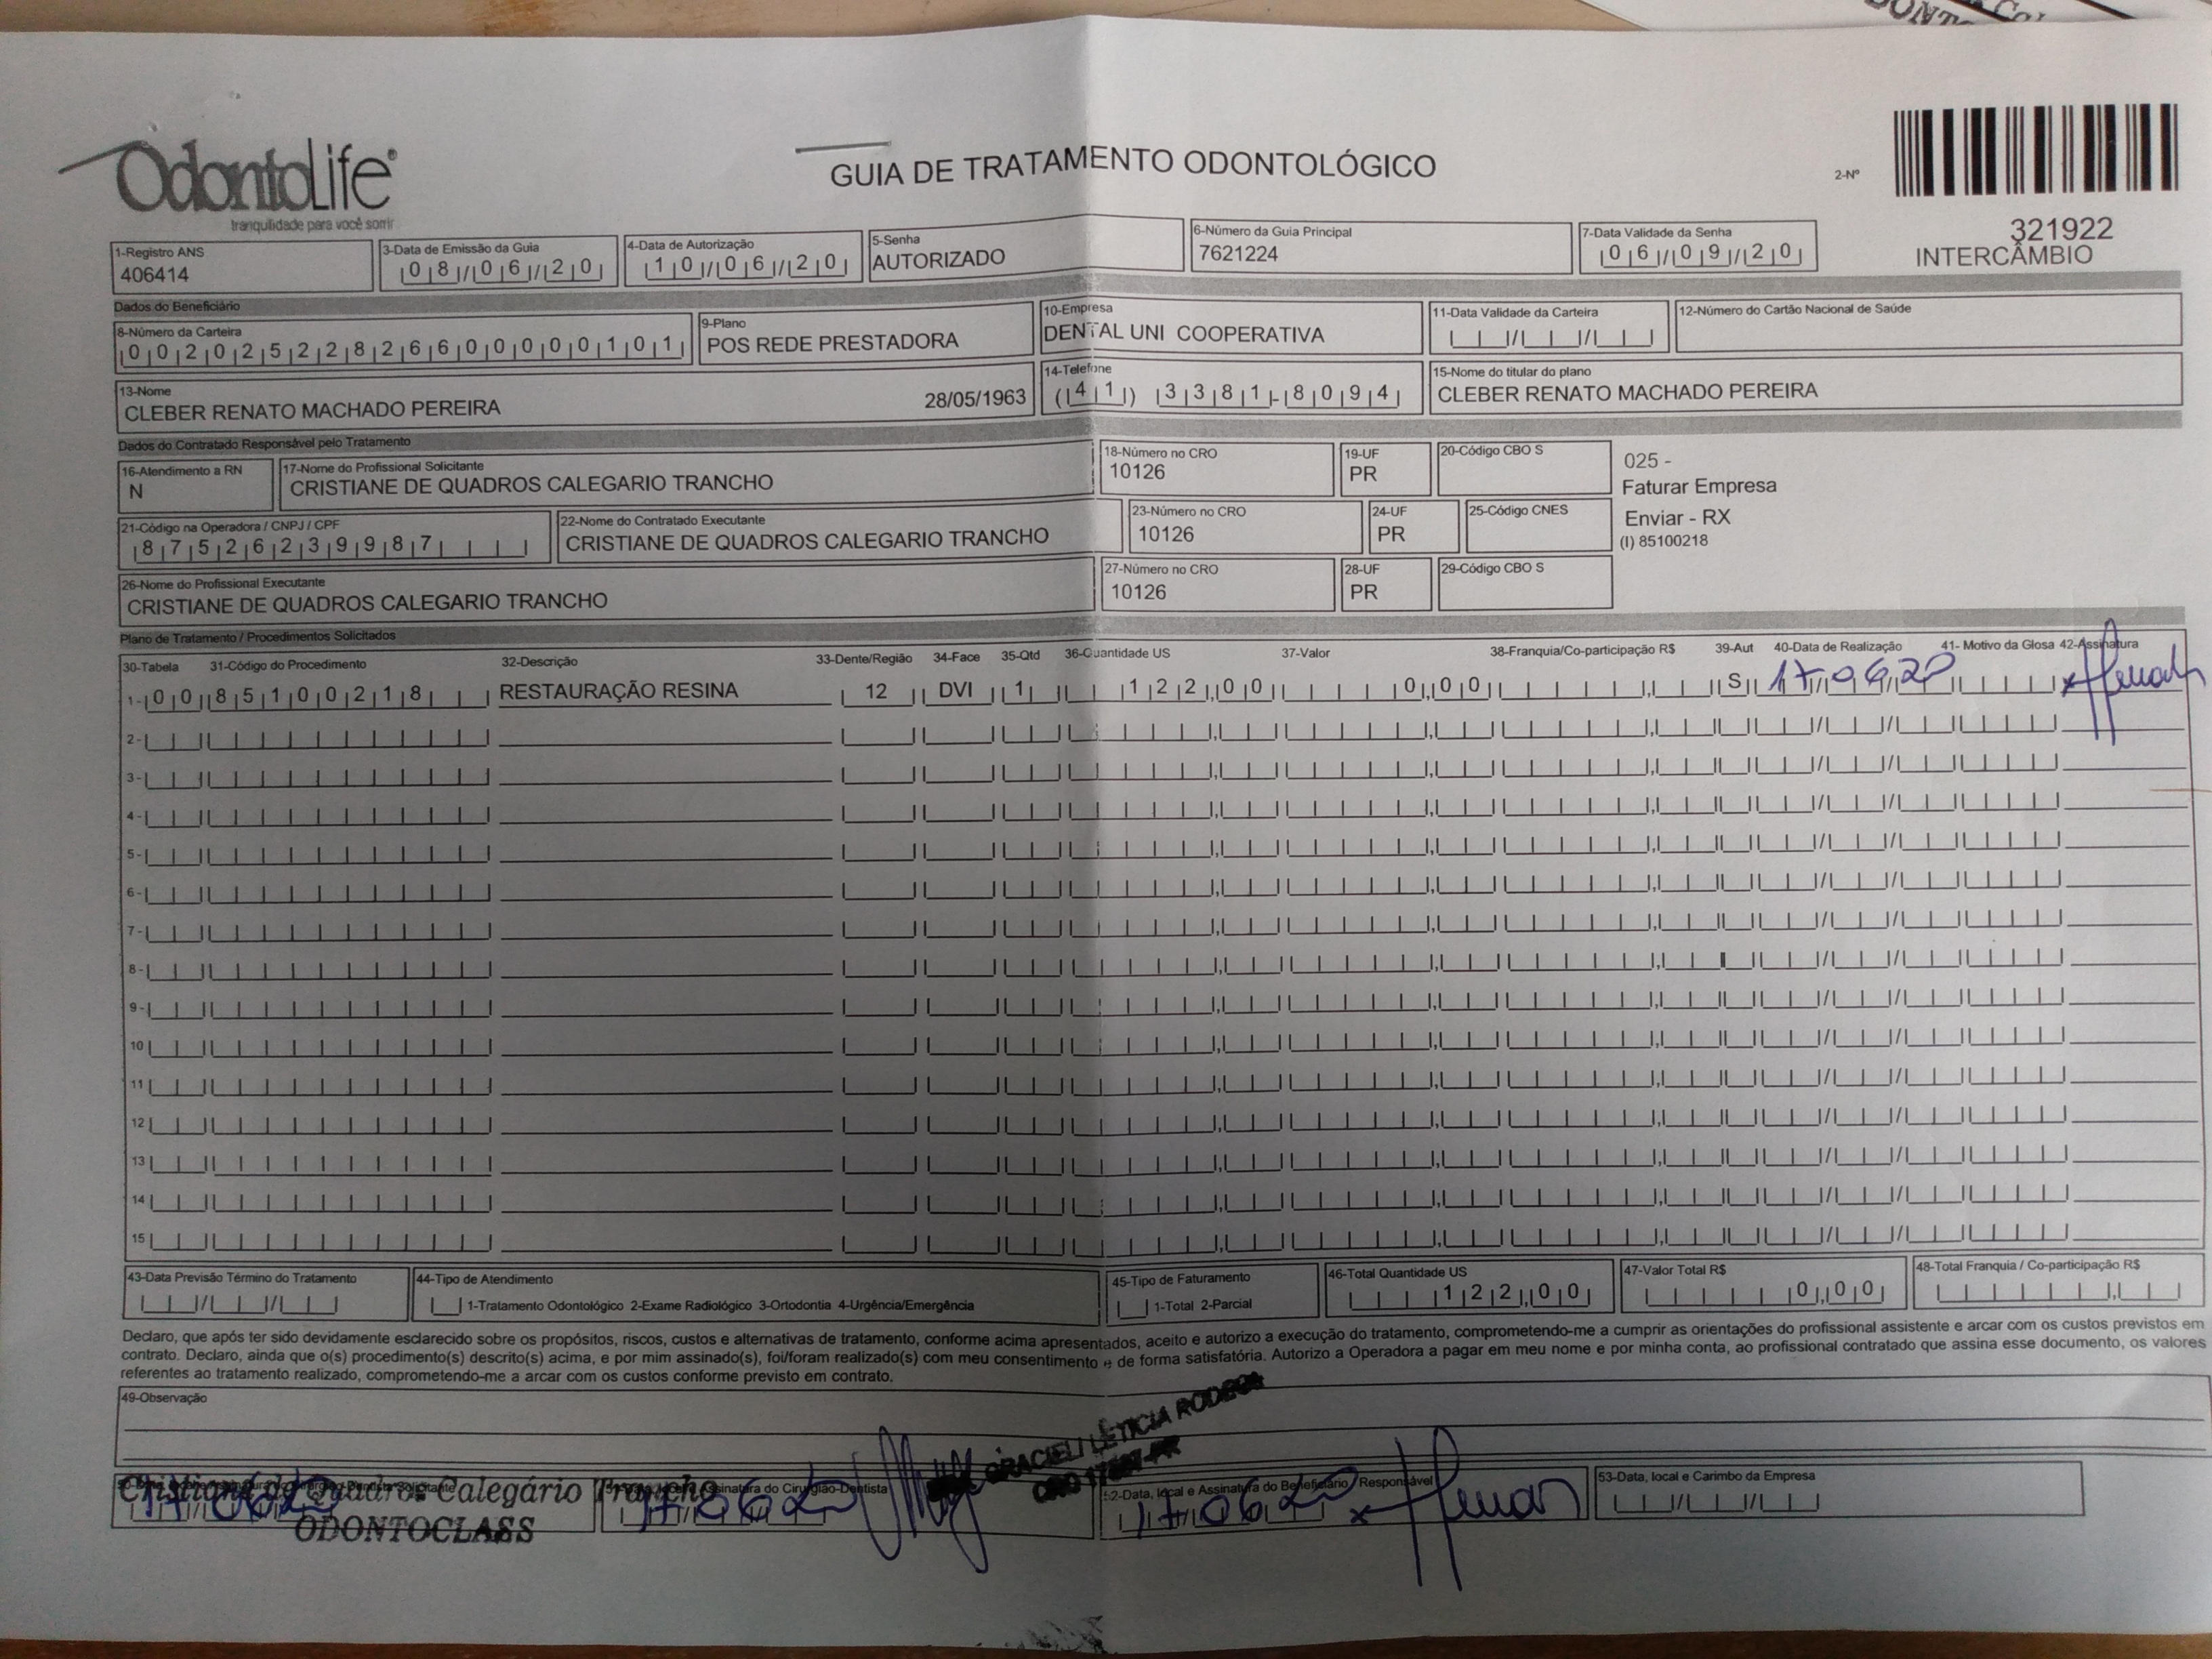 OdontoLife®
tranquilidade para você sorrir
GUIA DE TRATAMENTO ODONTOLÓGICO
2-Nº
321922
INTERCÂMBIO
1-Registro ANS
406414
3-Data de Emissão da Guia
08/06/20
4-Data de Autorização
10/06/20
5-Senha
AUTORIZADO
6-Número da Guia Principal
7621224
7-Data Validade da Senha
06/09/20
Dados do Beneficiário
8-Número da Carteira
00202522826600000101
9-Plano
POS REDE PRESTADORA
10-Empresa
DENTAL UNI COOPERATIVA
11-Data Validade da Carteira
12-Número do Cartão Nacional de Saúde
13-Nome
CLEBER RENATO MACHADO PEREIRA 28/05/1963
14-Telefone
(41) 3381-8094
15-Nome do titular do plano
CLEBER RENATO MACHADO PEREIRA
Dados do Contratado Responsável pelo Tratamento
16-Atendimento a RN
N
17-Nome do Profissional Solicitante
CRISTIANE DE QUADROS CALEGARIO TRANCHO
18-Número no CRO
10126
19-UF
PR
20-Código CBO S
025 -
Faturar Empresa
Enviar - RX
(I) 85100218
21-Código na Operadora / CNPJ / CPF
87526239987
22-Nome do Contratado Executante
CRISTIANE DE QUADROS CALEGARIO TRANCHO
23-Número no CRO
10126
24-UF
PR
25-Código CNES
26-Nome do Profissional Executante
CRISTIANE DE QUADROS CALEGARIO TRANCHO
27-Número no CRO
10126
28-UF
PR
29-Código CBO S
Plano de Tratamento / Procedimentos Solicitados
30-Tabela 31-Código do Procedimento 32-Descrição 33-Dente/Região 34-Face 35-Qtd 36-Quantidade US 37-Valor 38-Franquia/Co-participação R$ 39-Aut 40-Data de Realização 41- Motivo da Glosa 42-Assinatura
1- 00 85100218 RESTAURAÇÃO RESINA 12 DVI 1 122,00 0,00 S 17/06/20
2-
3-
4-
5-
6-
7-
8-
9-
10
11
12
13
14
15
43-Data Previsão Término do Tratamento
44-Tipo de Atendimento
1-Tratamento Odontológico 2-Exame Radiológico 3-Ortodontia 4-Urgência/Emergência
45-Tipo de Faturamento
1-Total 2-Parcial
46-Total Quantidade US
122,00
47-Valor Total R$
0,00
48-Total Franquia / Co-participação R$
Declaro, que após ter sido devidamente esclarecido sobre os propósitos, riscos, custos e alternativas de tratamento, conforme acima apresentados, aceito e autorizo a execução do tratamento, comprometendo-me a cumprir as orientações do profissional assistente e arcar com os custos previstos em
contrato. Declaro, ainda que o(s) procedimento(s) descrito(s) acima, e por mim assinado(s), foi/foram realizado(s) com meu consentimento e de forma satisfatória. Autorizo a Operadora a pagar em meu nome e por minha conta, ao profissional contratado que assina esse documento, os valores
referentes ao tratamento realizado, comprometendo-me a arcar com os custos conforme previsto em contrato.
49-Observação
GRACIELI LETICIA
Calegário Trancho
17/06/20
ODONTOCLASS
Assinatura do Cirurgião-Dentista
17/06/20
52-Data, local e Assinatura do Beneficiário / Responsável
17/06/20
53-Data, local e Carimbo da Empresa